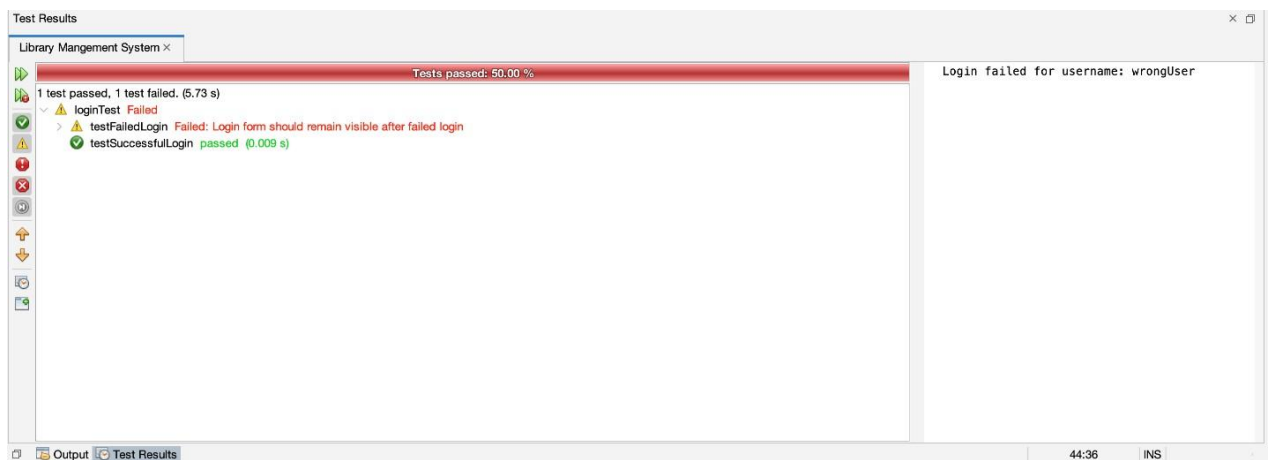 Test Results
Library Mangement System
Tests passed: 50.00 %
1 test passed, 1 test failed. (5.73 s)
loginTest Failed
testFailedLogin Failed: Login form should remain visible after failed login
testSuccessfulLogin passed (0.009 s)
Login failed for username: wrongUser
Output Test Results
44:36 INS